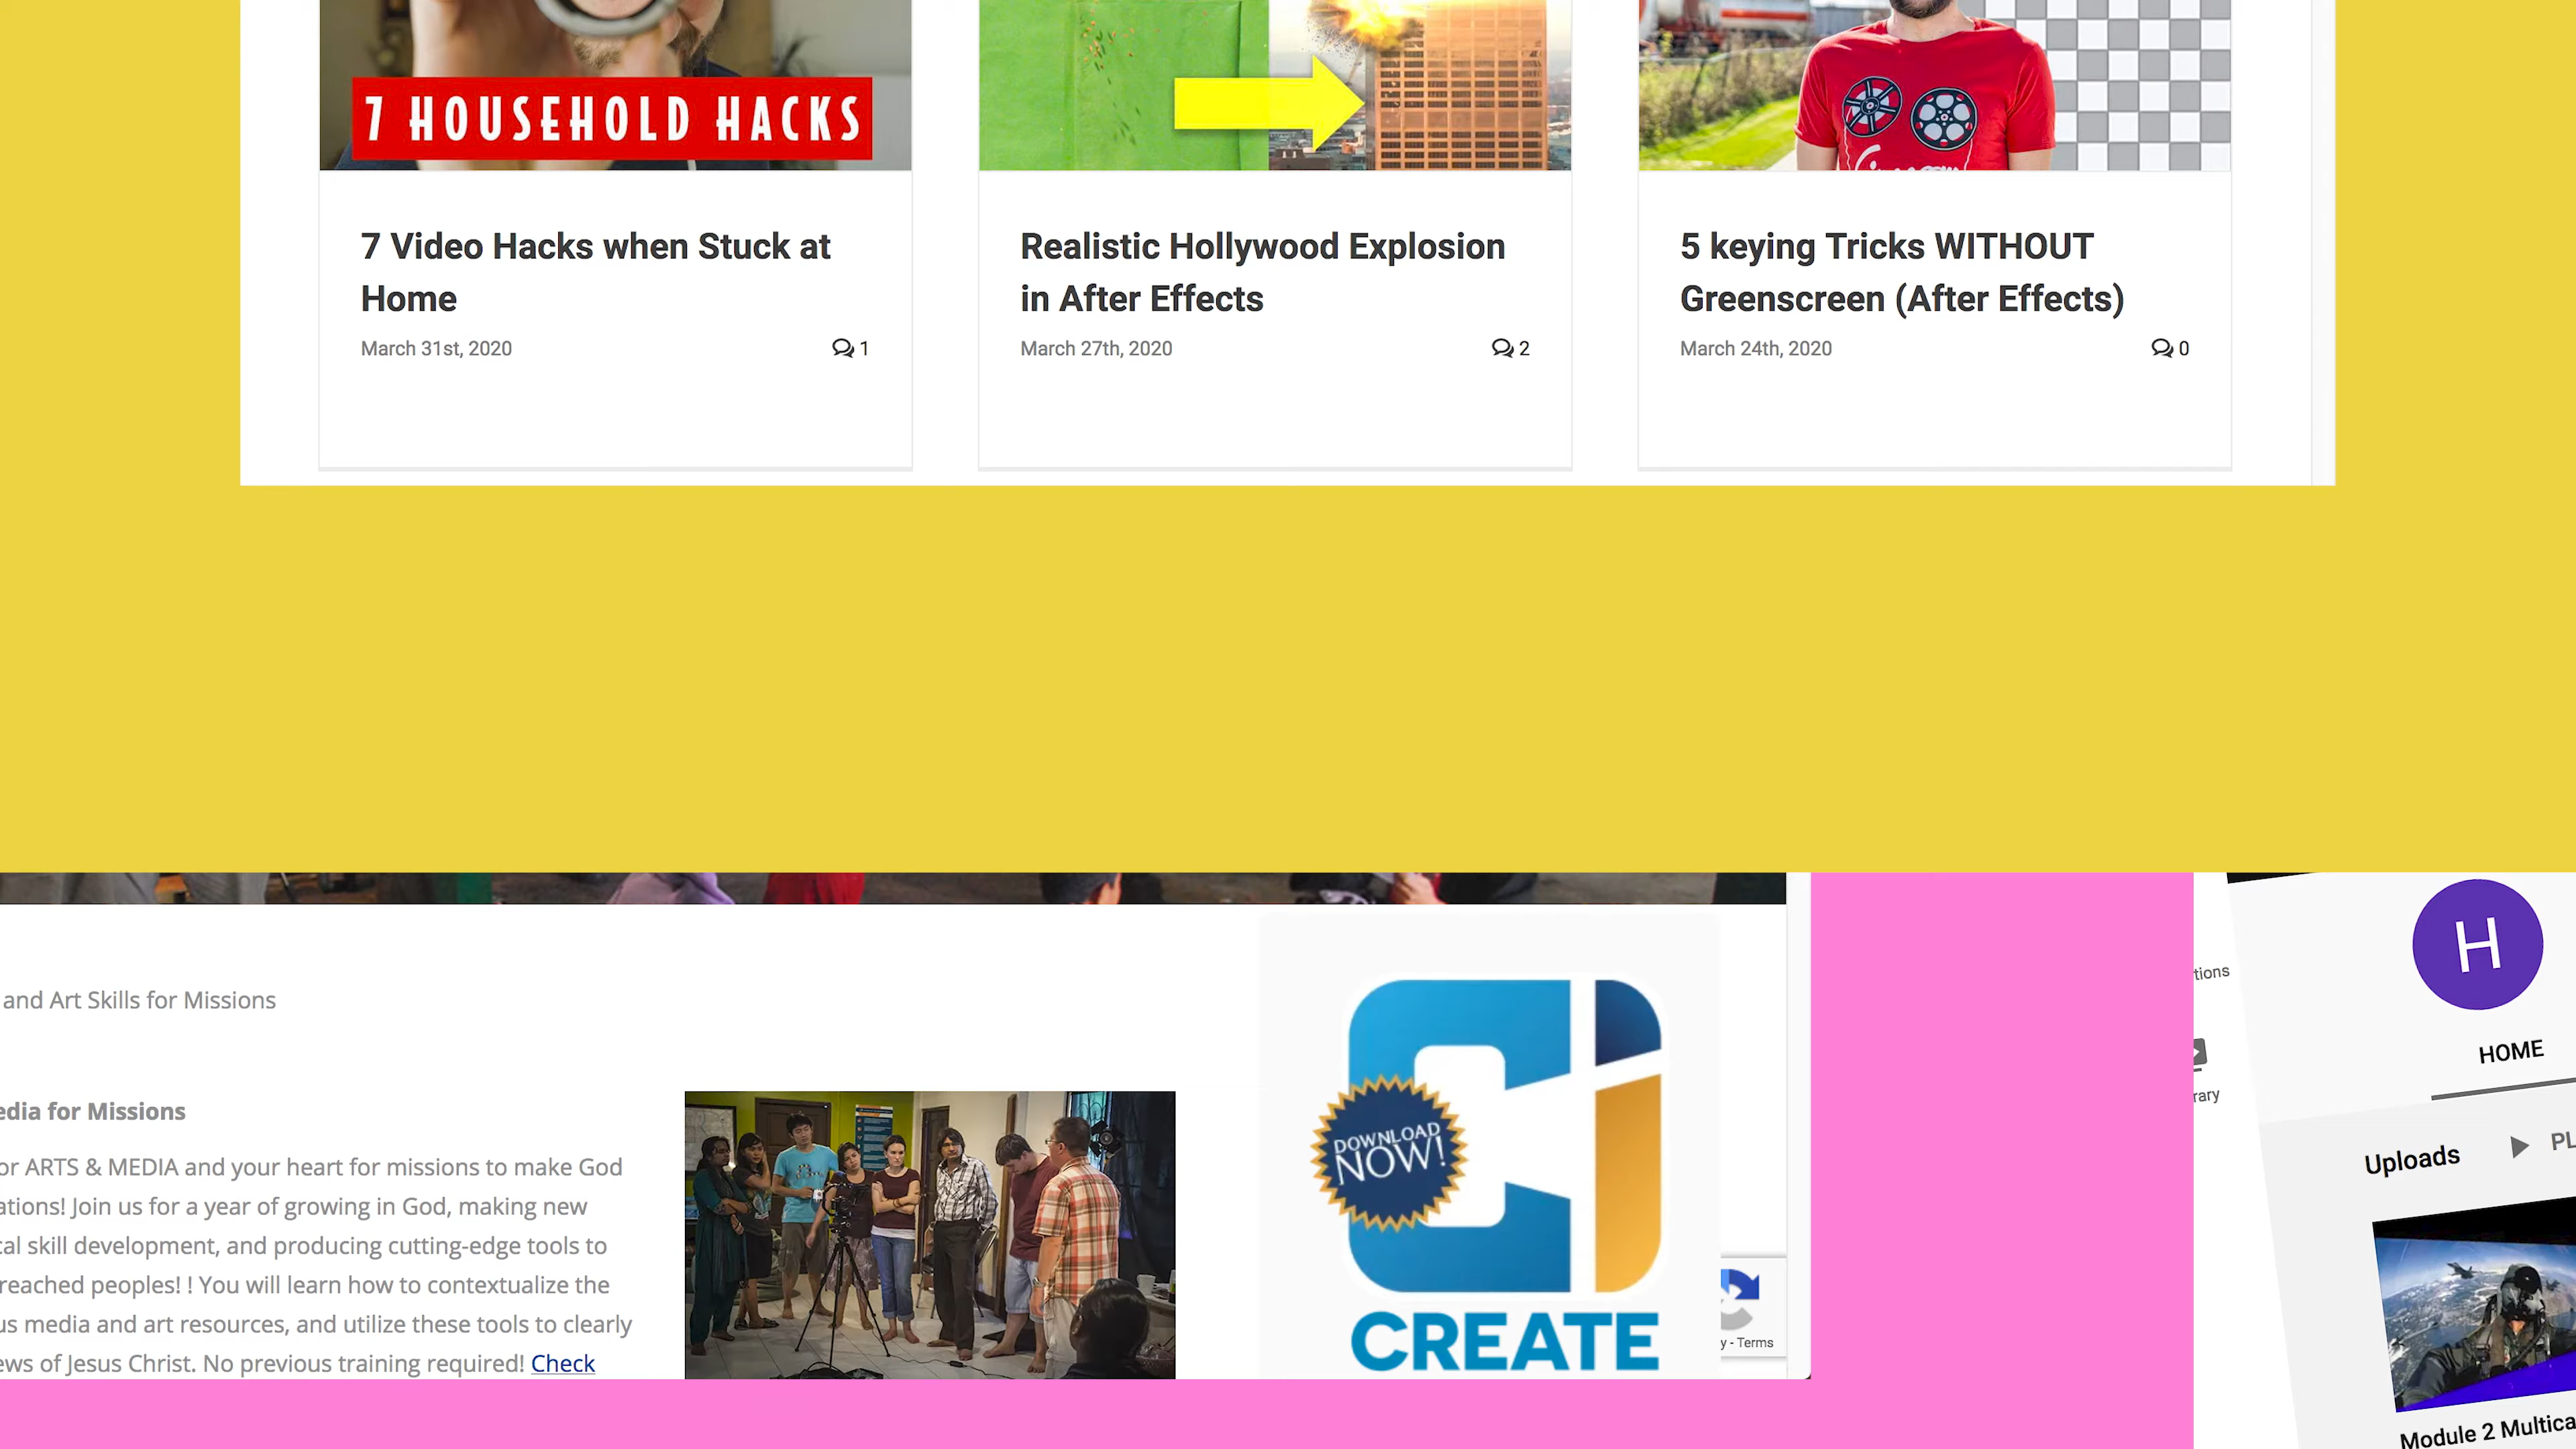 7 HOUSEHOLD HACKS
7 Video Hacks when Stuck at
Home
March 31st, 2020
1
Realistic Hollywood Explosion
in After Effects
March 27th, 2020
2
5 keying Tricks WITHOUT
Greenscreen (After Effects)
March 24th, 2020
0
and Art Skills for Missions
edia for Missions
or ARTS & MEDIA and your heart for missions to make God
ations! Join us for a year of growing in God, making new
cal skill development, and producing cutting-edge tools to
reached peoples! ! You will learn how to contextualize the
us media and art resources, and utilize these tools to clearly
ews of Jesus Christ. No previous training required! Check
DOWNLOAD
NOW!
CREATE
y - Terms
tions
rary
H
HOME
Uploads
PL
Module 2 Multica